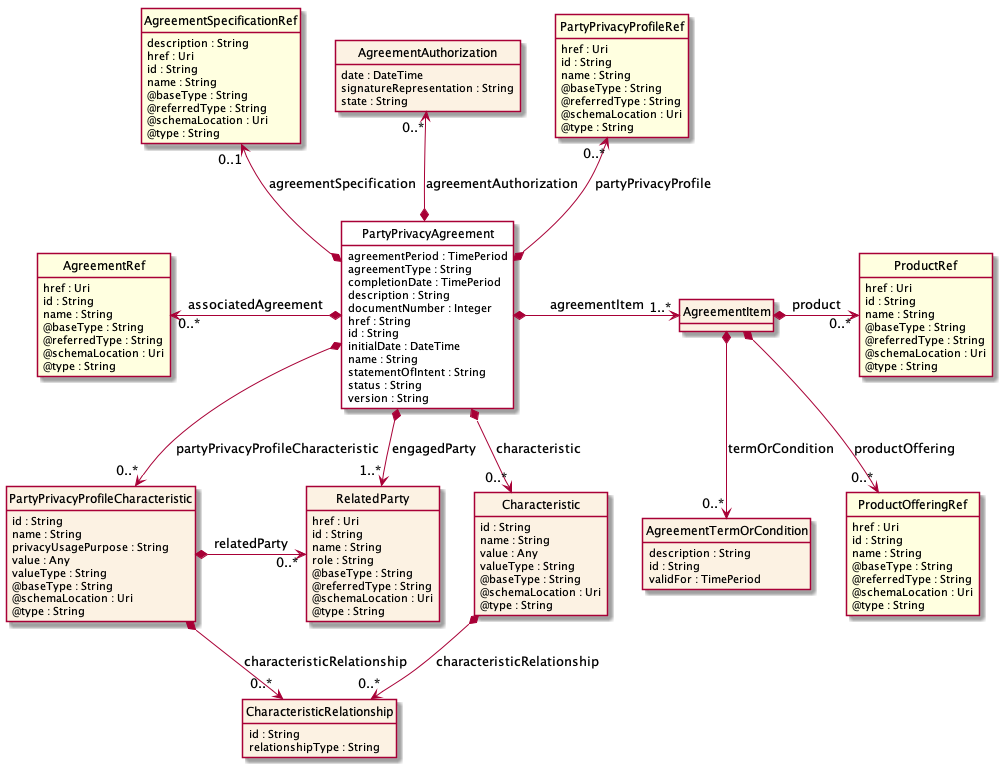 AgreementSpecificationRef
description : String
href : Uri
id : String
name : String
@baseType : String
@referredType : String
@schemaLocation : Uri
@type : String
AgreementAuthorization
date : DateTime
signatureRepresentation : String
state : String
PartyPrivacyProfileRef
href : Uri
id : String
name : String
@baseType : String
@referredType : String
@schemaLocation : Uri
@type : String
0..1
0..*
0..*
agreementSpecification
agreementAuthorization
partyPrivacyProfile
PartyPrivacyAgreement
agreementPeriod : TimePeriod
agreementType : String
completionDate : TimePeriod
description : String
documentNumber : Integer
href : String
id : String
initialDate : DateTime
name : String
statementOfIntent : String
status : String
version : String
AgreementRef
href : Uri
id : String
name : String
@baseType : String
@referredType : String
@schemaLocation : Uri
@type : String
associatedAgreement
0..*
agreementItem
1..*
AgreementItem
product
0..*
ProductRef
href : Uri
id : String
name : String
@baseType : String
@referredType : String
@schemaLocation : Uri
@type : String
partyPrivacyProfileCharacteristic
0..*
engagedParty
1..*
characteristic
0..*
termOrCondition
0..*
productOffering
0..*
PartyPrivacyProfileCharacteristic
id : String
name : String
privacyUsagePurpose : String
value : Any
valueType : String
@baseType : String
@schemaLocation : Uri
@type : String
relatedParty
0..*
RelatedParty
href : Uri
id : String
name : String
role : String
@baseType : String
@referredType : String
@schemaLocation : Uri
@type : String
Characteristic
id : String
name : String
value : Any
valueType : String
@baseType : String
@schemaLocation : Uri
@type : String
AgreementTermOrCondition
description : String
id : String
validFor : TimePeriod
ProductOfferingRef
href : Uri
id : String
name : String
@baseType : String
@referredType : String
@schemaLocation : Uri
@type : String
characteristicRelationship
0..*
characteristicRelationship
0..*
CharacteristicRelationship
id : String
relationshipType : String